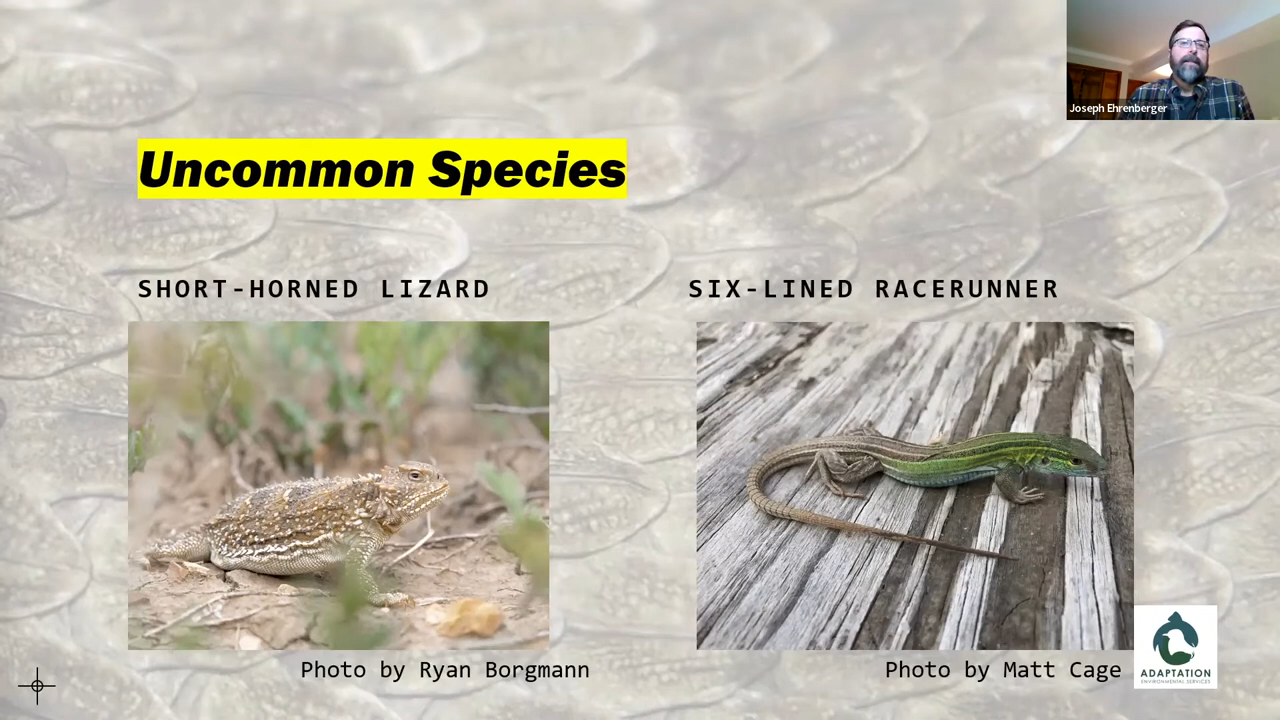 Joseph Ehrenberger
Uncommon Species
SHORT-HORNED LIZARD
SIX-LINED RACERUNNER
Photo by Ryan Borgmann
Photo by Matt Cage
ADAPTATION
ENVIRONMENTAL SERVICES